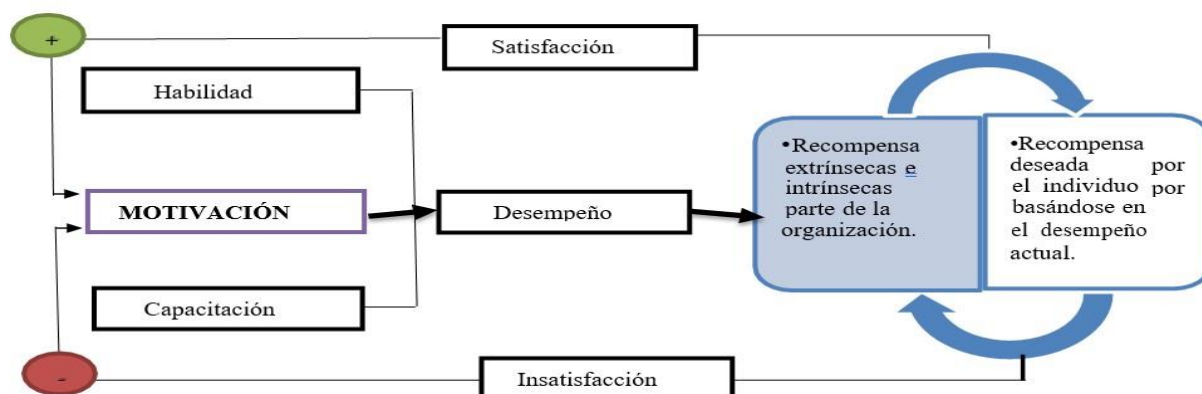 +
Satisfacción
Habilidad
•Recompensa
extrínsecas e
intrínsecas
parte de la
organización.
•Recompensa
deseada por
el individuo por
basándose en
el desempeño
actual.
MOTIVACIÓN
Desempeño
Capacitación
-
Insatisfacción